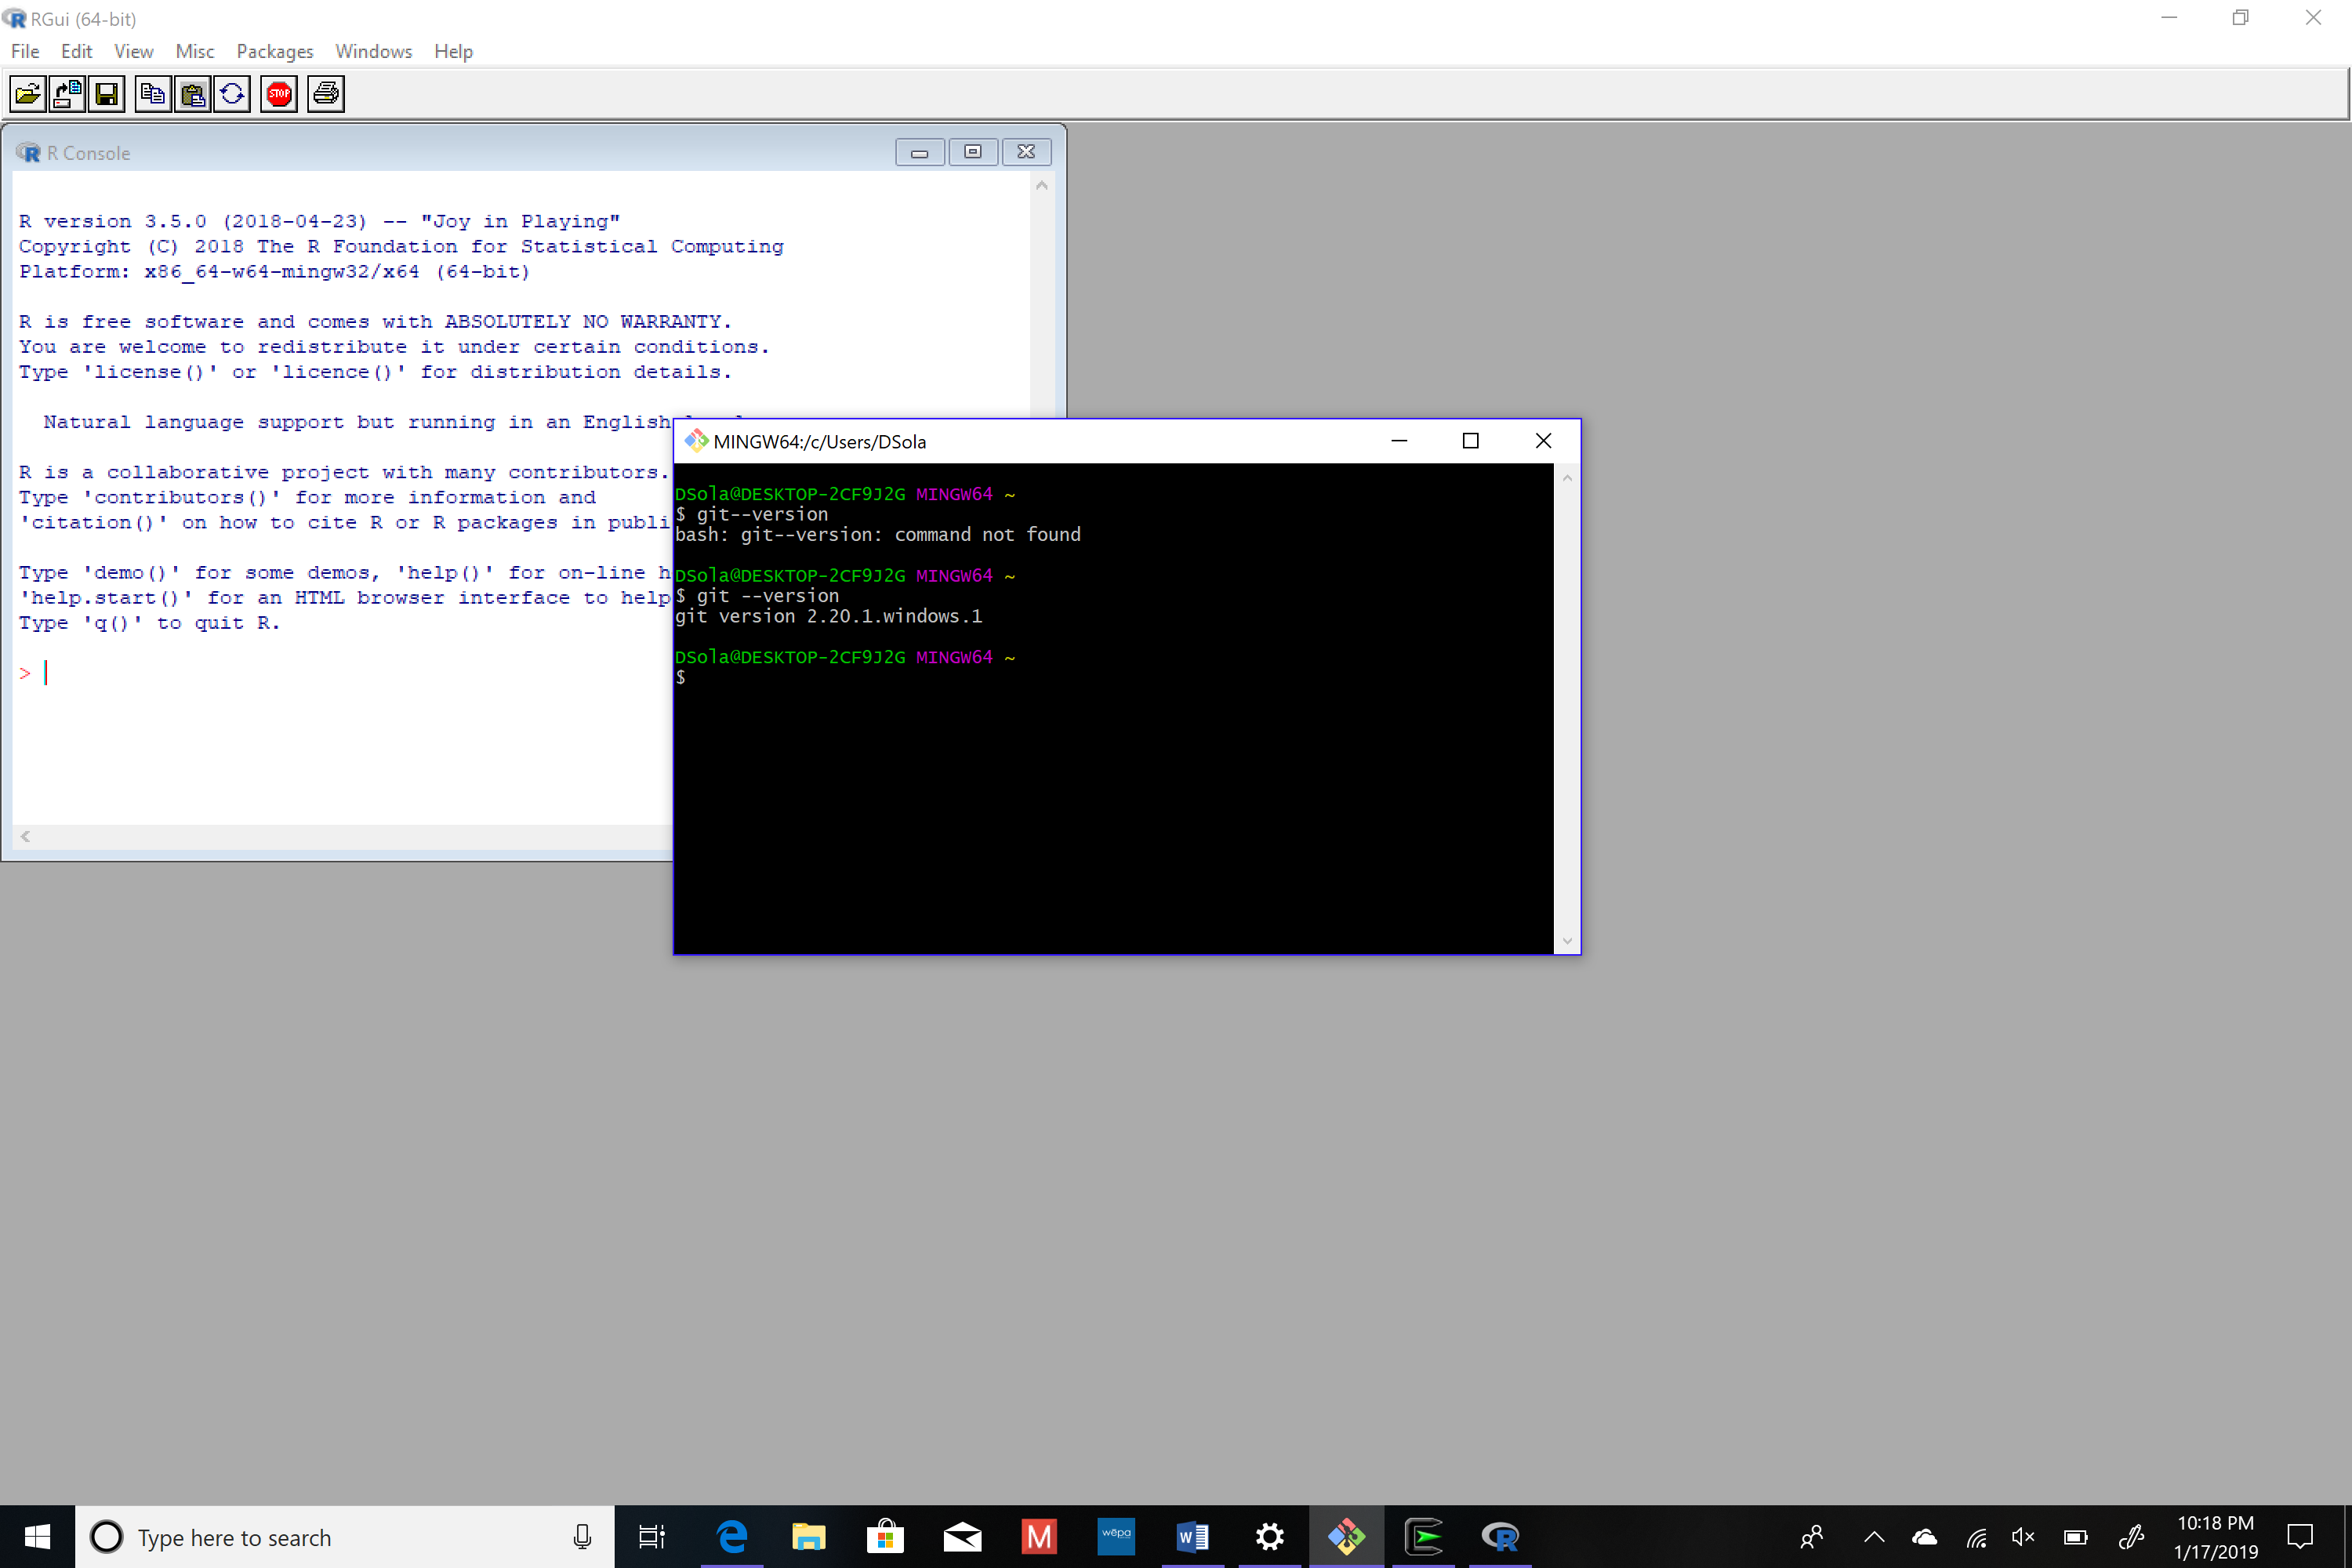 RGui (64-bit)
File Edit View Misc Packages Windows Help
STOP
R Console
R version 3.5.0 (2018-04-23) -- "Joy in Playing"
Copyright (C) 2018 The R Foundation for Statistical Computing
Platform: x86_64-w64-mingw32/x64 (64-bit)
R is free software and comes with ABSOLUTELY NO WARRANTY.
You are welcome to redistribute it under certain conditions.
Type 'license()' or 'licence()' for distribution details.
Natural language support but running in an English
R is a collaborative project with many contributors.
Type 'contributors()' for more information and
'citation()' on how to cite R or R packages in publi
Type 'demo()' for some demos, 'help()' for on-line h
'help.start()' for an HTML browser interface to help
Type 'q()' to quit R.
>
MINGW64:/c/Users/DSola
DSola@DESKTOP-2CF9J2G MINGW64 ~
$ git--version
bash: git--version: command not found
DSola@DESKTOP-2CF9J2G MINGW64 ~
$ git --version
git version 2.20.1.windows.1
DSola@DESKTOP-2CF9J2G MINGW64 ~
$
Type here to search
M
wēpa
W
R
10:18 PM
1/17/2019